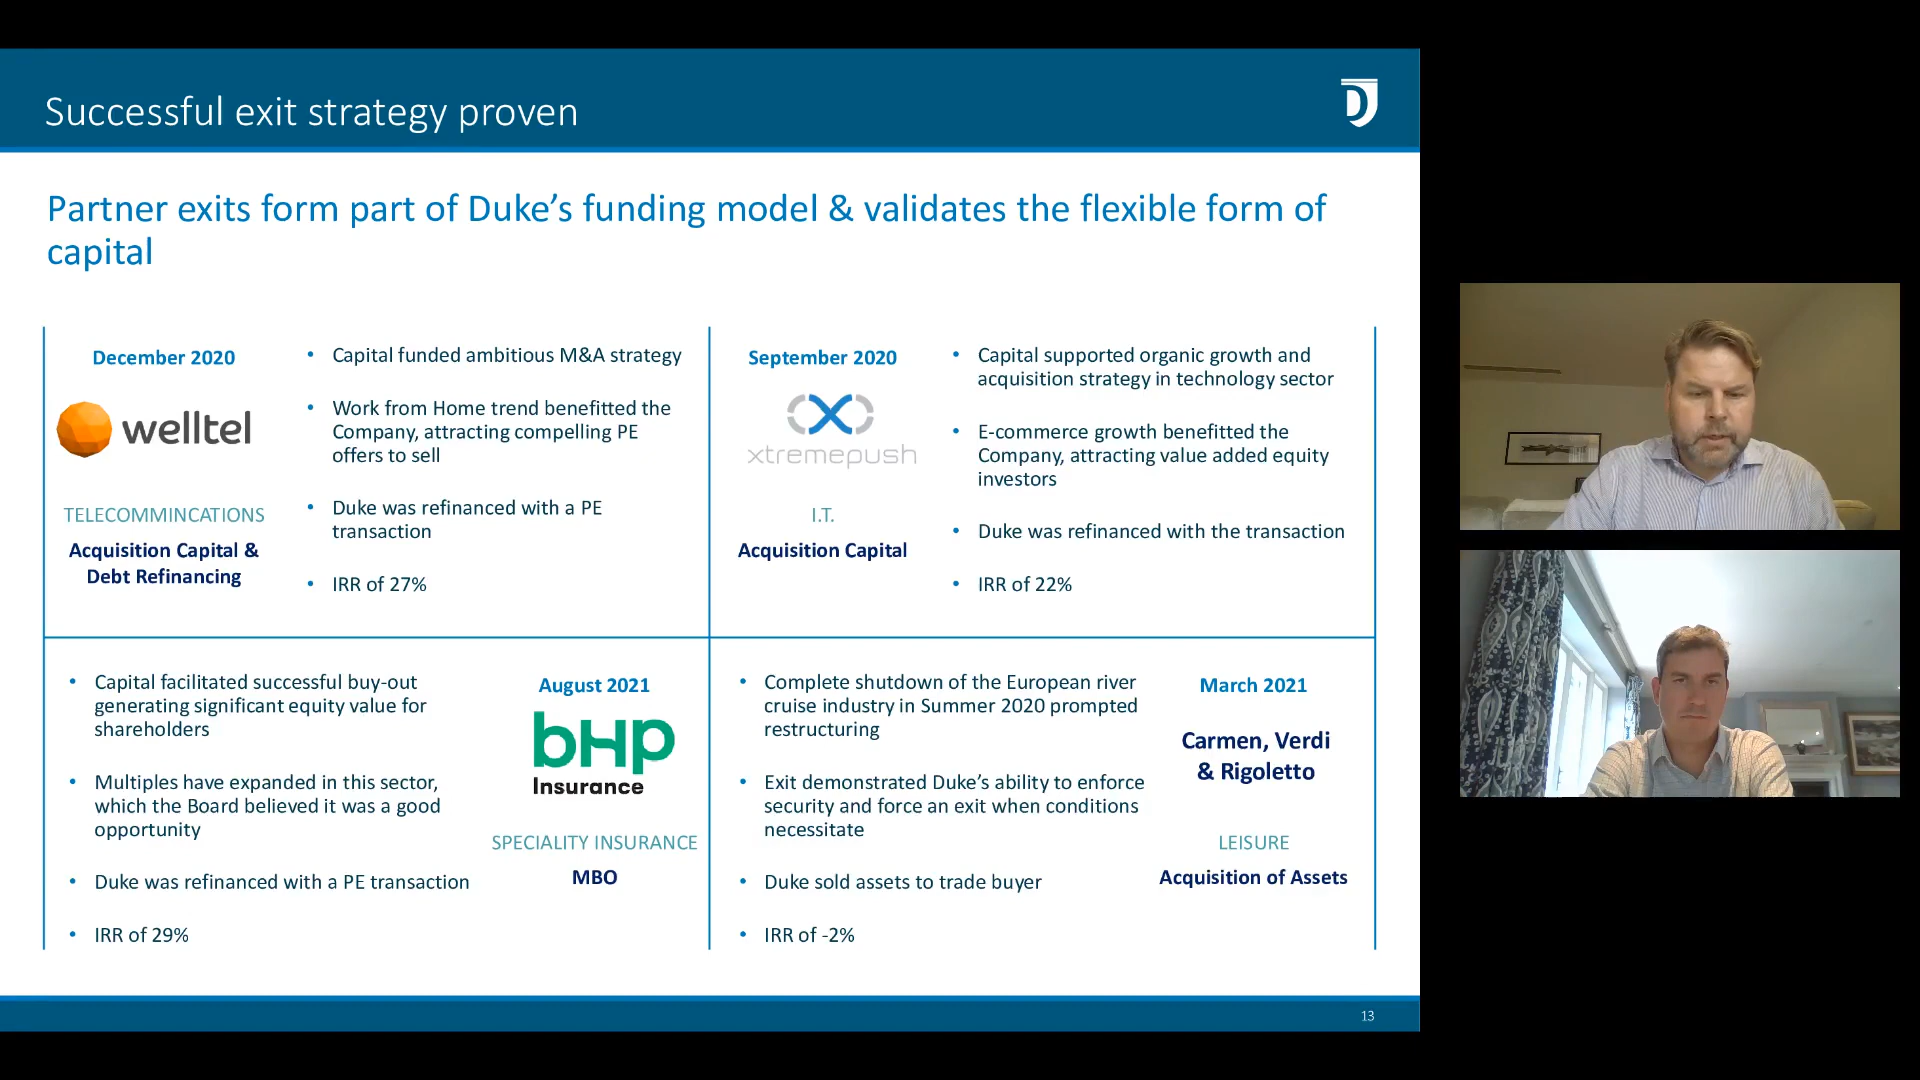 Successful exit strategy proven
Partner exits form part of Duke’s funding model & validates the flexible form of
capital
December 2020
welltel
TELECOMMINCATIONS
Acquisition Capital &
Debt Refinancing
• Capital funded ambitious M&A strategy
• Work from Home trend benefitted the
Company, attracting compelling PE
offers to sell
• Duke was refinanced with a PE
transaction
• IRR of 27%
September 2020
xtremepush
I.T.
Acquisition Capital
• Capital supported organic growth and
acquisition strategy in technology sector
• E-commerce growth benefitted the
Company, attracting value added equity
investors
• Duke was refinanced with the transaction
• IRR of 22%
• Capital facilitated successful buy-out
generating significant equity value for
shareholders
• Multiples have expanded in this sector,
which the Board believed it was a good
opportunity
• Duke was refinanced with a PE transaction
• IRR of 29%
August 2021
bHp
Insurance
SPECIALITY INSURANCE
MBO
• Complete shutdown of the European river
cruise industry in Summer 2020 prompted
restructuring
• Exit demonstrated Duke’s ability to enforce
security and force an exit when conditions
necessitate
• Duke sold assets to trade buyer
• IRR of -2%
March 2021
Carmen, Verdi
& Rigoletto
LEISURE
Acquisition of Assets
13